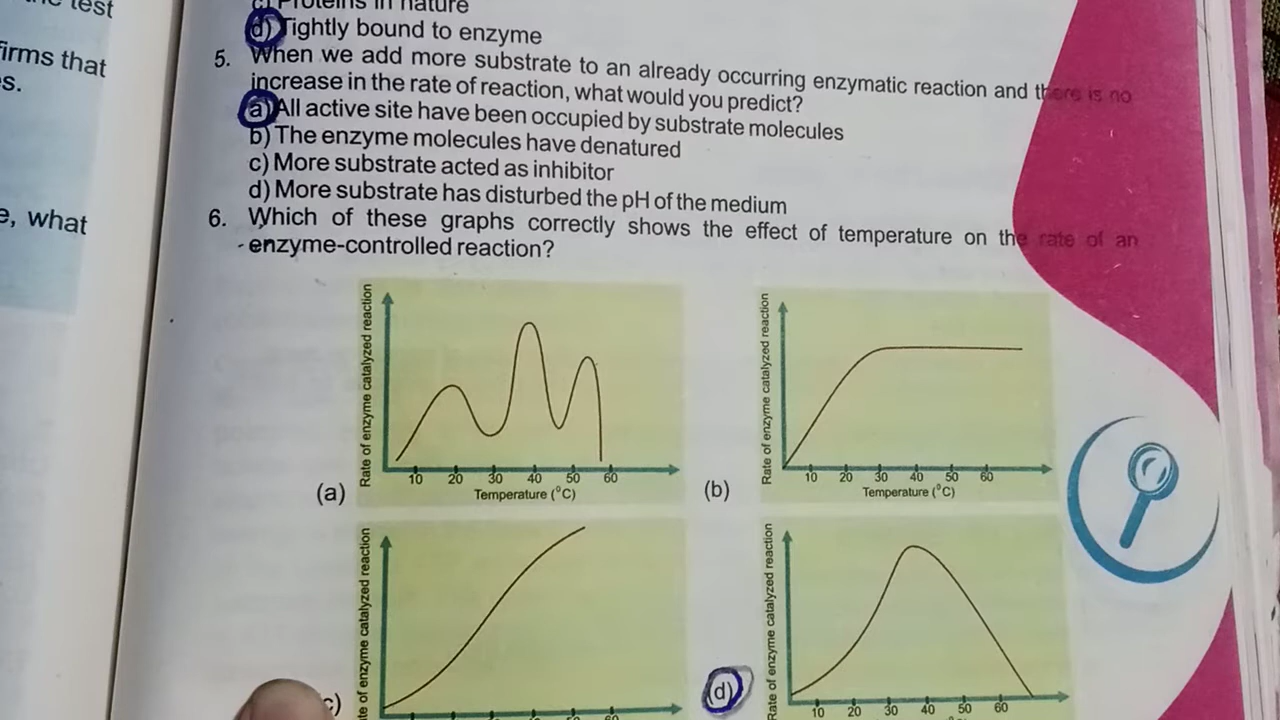 test
firms that
s.
e, what
c) Proteins in nature
d) Tightly bound to enzyme
5. When we add more substrate to an already occurring enzymatic reaction and there is no
increase in the rate of reaction, what would you predict?
a) All active site have been occupied by substrate molecules
b) The enzyme molecules have denatured
c) More substrate acted as inhibitor
d) More substrate has disturbed the pH of the medium
6. Which of these graphs correctly shows the effect of temperature on the rate of an
enzyme-controlled reaction?
Rate of enzyme catalyzed reaction
10 20 30 40 50 60
Temperature (°C)
(a)
Rate of enzyme catalyzed reaction
10 20 30 40 50 60
Temperature (°C)
(b)
te of enzyme catalyzed reaction
60
c)
Rate of enzyme catalyzed reaction
10 20 30 40 50 60
(d)